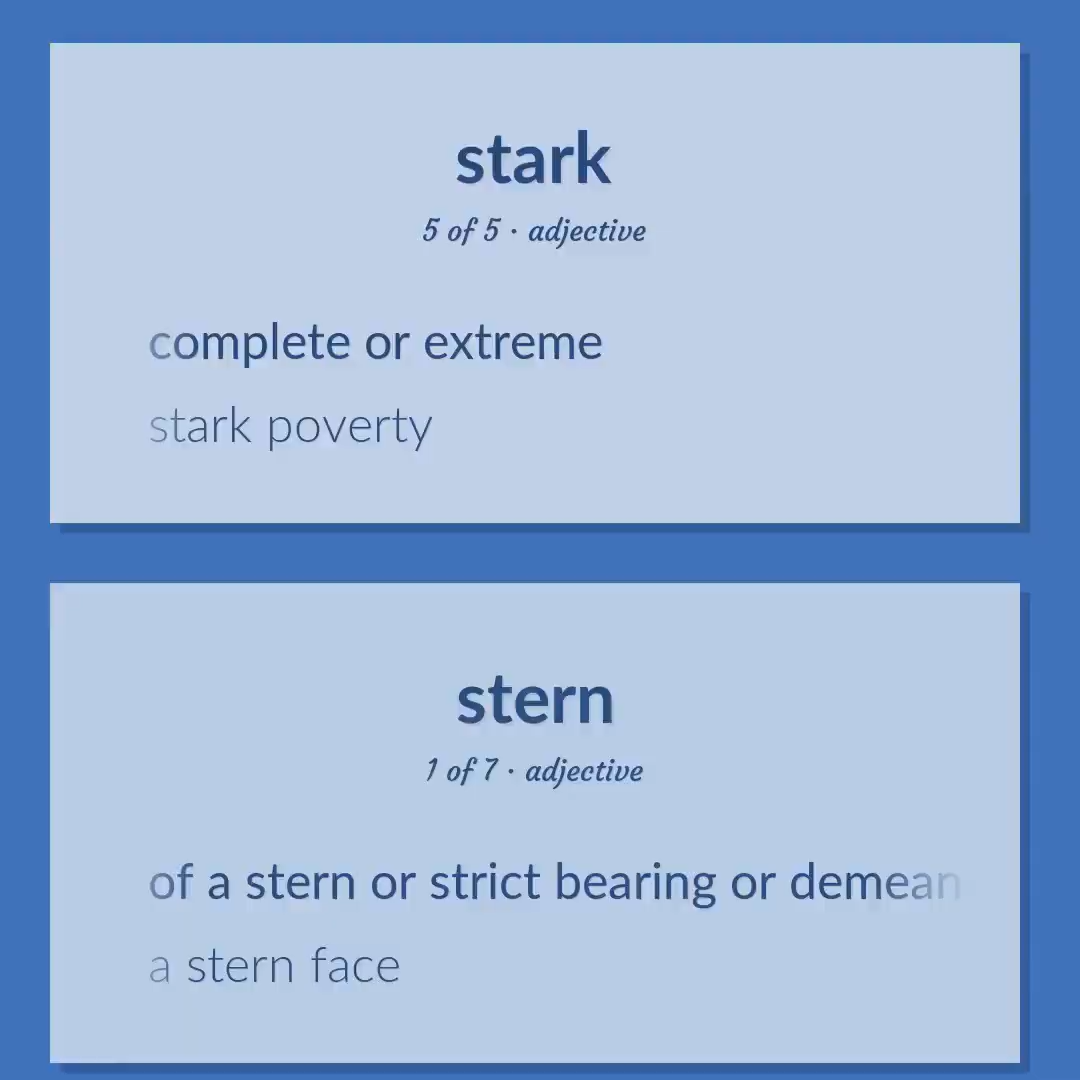 stark
5 of 5 · adjective
complete or extreme
stark poverty
stern
1 of 7 · adjective
of a stern or strict bearing or demean
a stern face